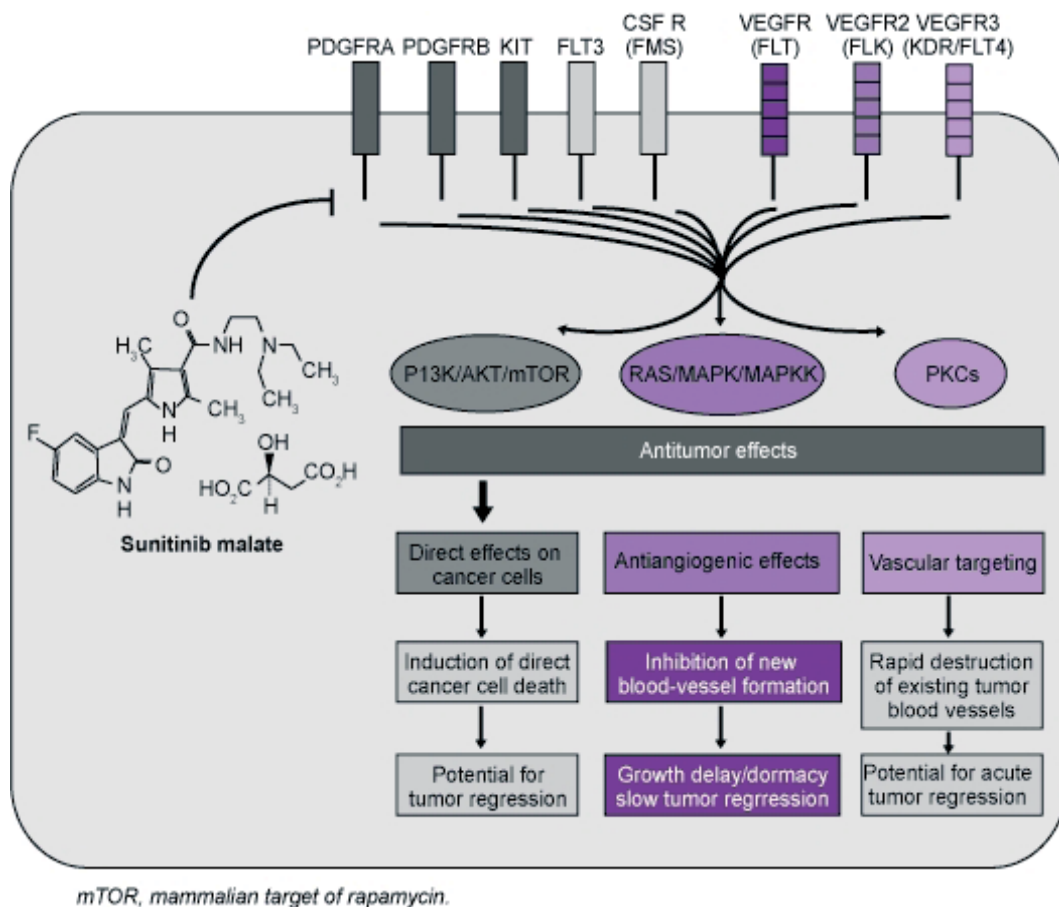 PDGFRA
PDGFRB
KIT
FLT3
CSF R
(FMS)
VEGFR
(FLT)
VEGFR2
(FLK)
VEGFR3
(KDR/FLT4)
O
NH
N
CH3
CH3
H3C
N
H
CH3
F
O
N
H
OH
HO2C
H
CO2H
Sunitinib malate
P13K/AKT/mTOR
RAS/MAPK/MAPKK
PKCs
Antitumor effects
Direct effects on
cancer cells
Antiangiogenic effects
Vascular targeting
Induction of direct
cancer cell death
Inhibition of new
blood-vessel formation
Rapid destruction
of existing tumor
blood vessels
Potential for
tumor regression
Growth delay/dormacy
slow tumor regrression
Potential for acute
tumor regression
mTOR, mammalian target of rapamycin.